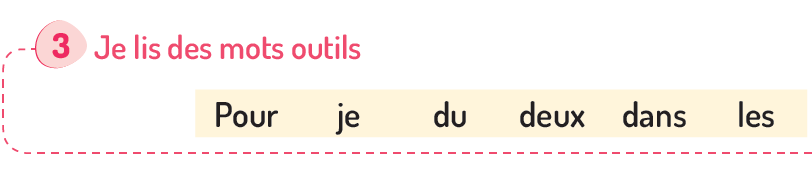 3 Je lis des mots outils
Pour je du deux dans les